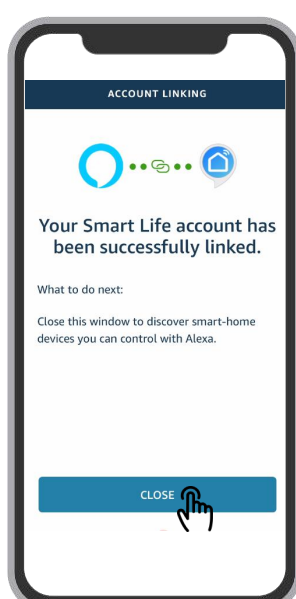 ACCOUNT LINKING
Your Smart Life account has
been successfully linked.
What to do next:
Close this window to discover smart-home
devices you can control with Alexa.
CLOSE